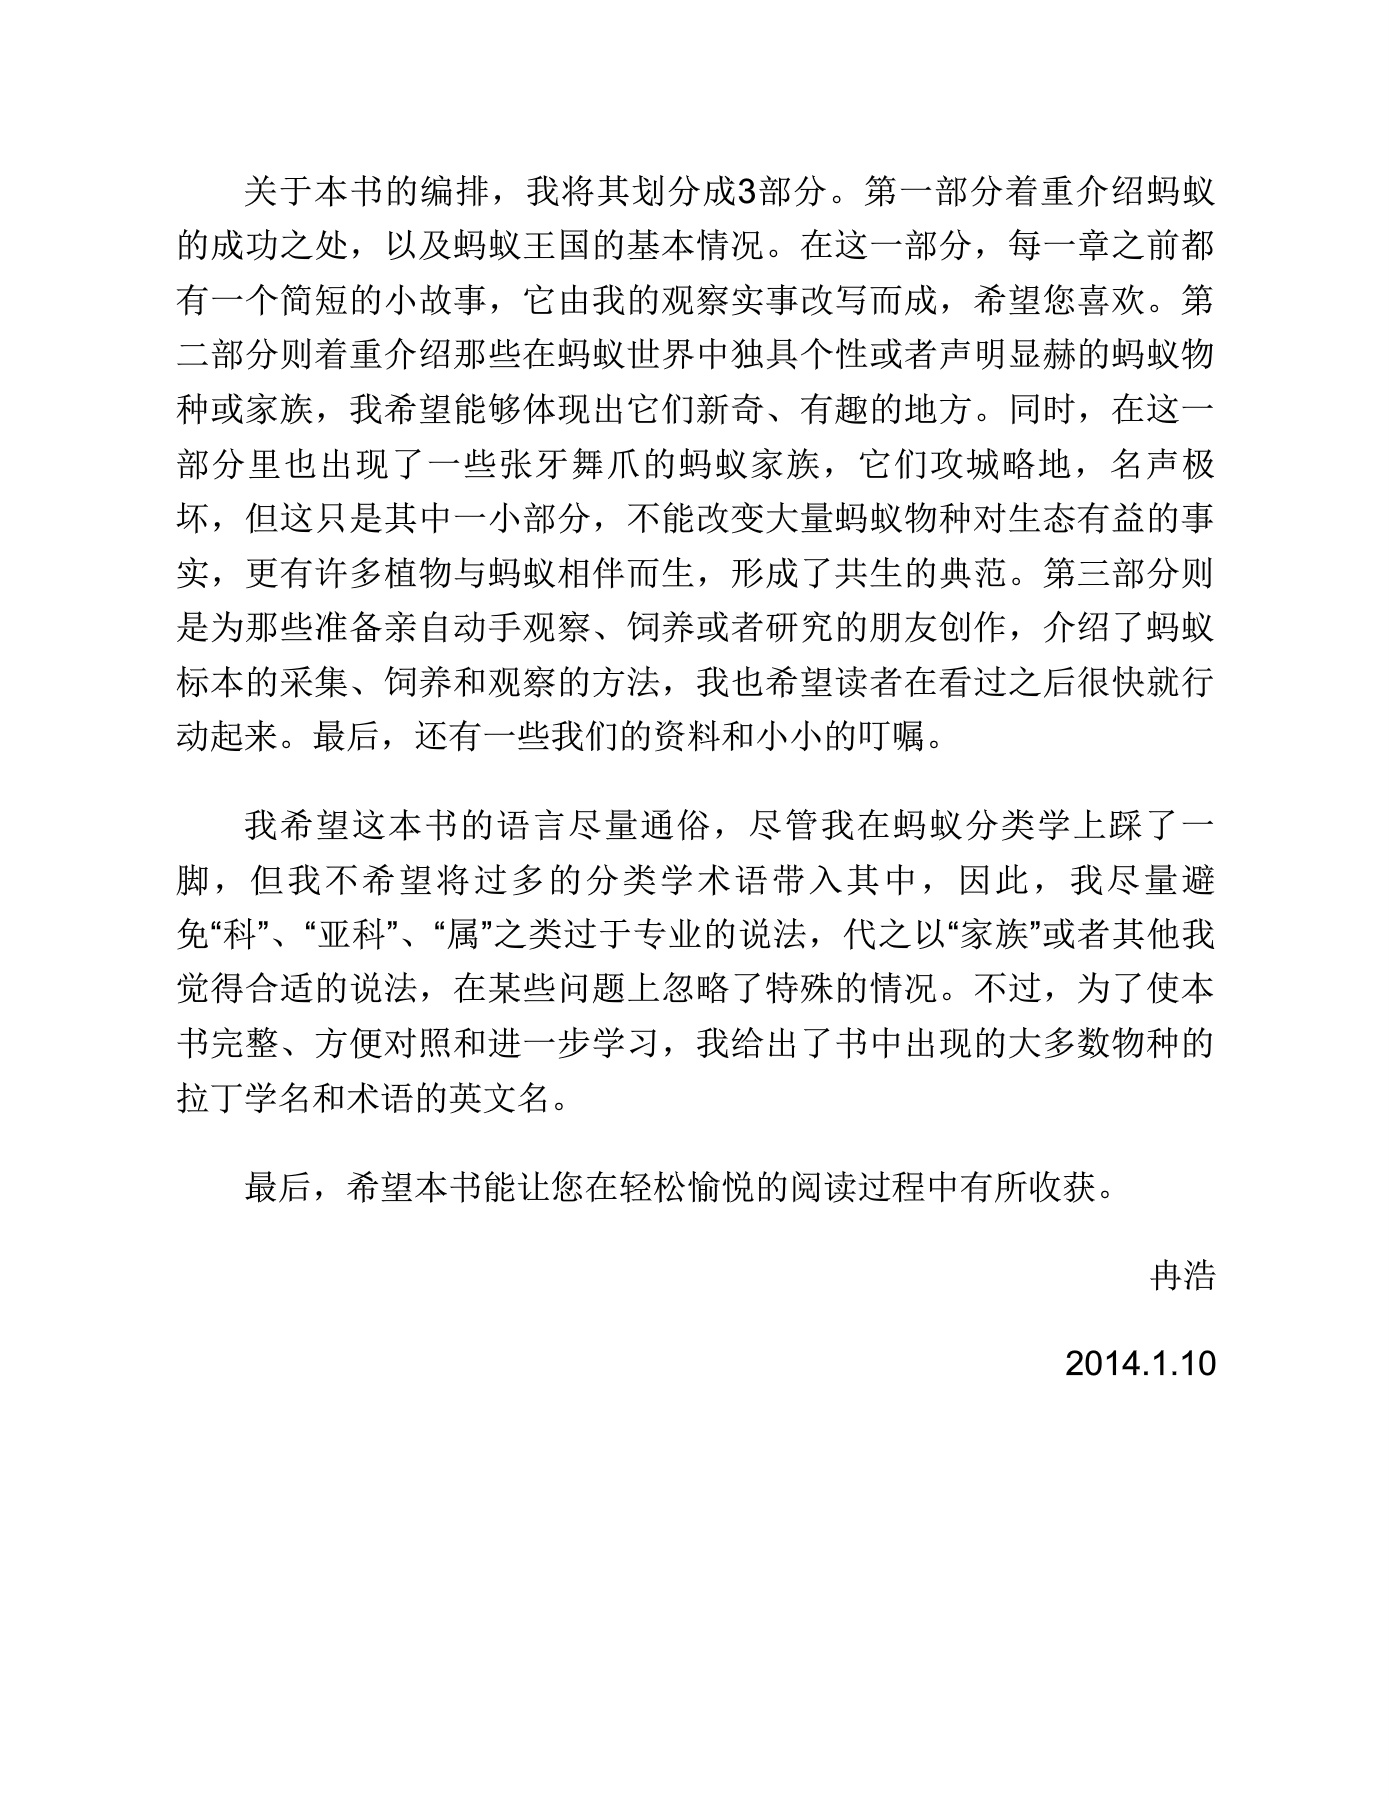 关于本书的编排，我将其划分成3部分。第一部分着重介绍蚂蚁
的成功之处，以及蚂蚁王国的基本情况。在这一部分，每一章之前都
有一个简短的小故事，它由我的观察实事改写而成，希望您喜欢。第
二部分则着重介绍那些在蚂蚁世界中独具个性或者声明显赫的蚂蚁物
种或家族，我希望能够体现出它们新奇、有趣的地方。同时，在这一
部分里也出现了一些张牙舞爪的蚂蚁家族，它们攻城略地，名声极
坏，但这只是其中一小部分，不能改变大量蚂蚁物种对生态有益的事
实，更有许多植物与蚂蚁相伴而生，形成了共生的典范。第三部分则
是为那些准备亲自动手观察、饲养或者研究的朋友创作，介绍了蚂蚁
标本的采集、饲养和观察的方法，我也希望读者在看过之后很快就行
动起来。最后，还有一些我们的资料和小小的叮嘱。
我希望这本书的语言尽量通俗，尽管我在蚂蚁分类学上踩了一
脚，但我不希望将过多的分类学术语带入其中，因此，我尽量避
免“科”、“亚科”、“属”之类过于专业的说法，代之以“家族”或者其他我
觉得合适的说法，在某些问题上忽略了特殊的情况。不过，为了使本
书完整、方便对照和进一步学习，我给出了书中出现的大多数物种的
拉丁学名和术语的英文名。
最后，希望本书能让您在轻松愉悦的阅读过程中有所收获。
冉浩
2014.1.10